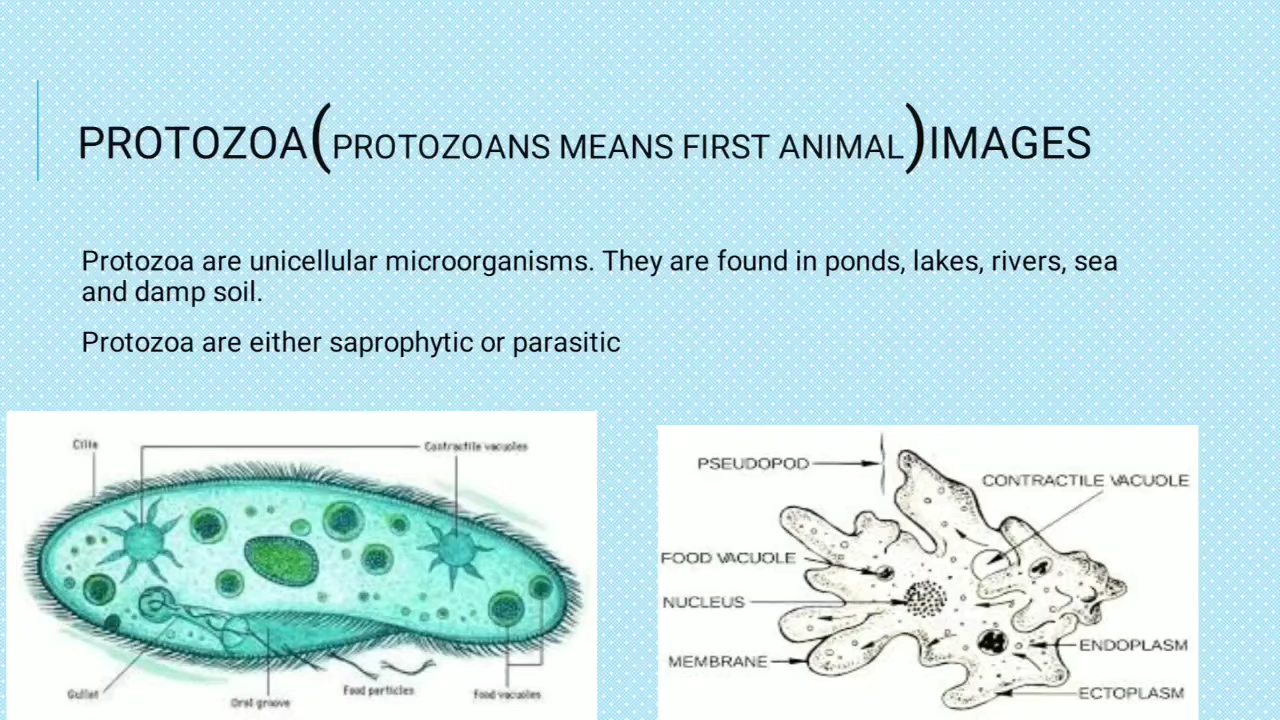 PROTOZOA(PROTOZOANS MEANS FIRST ANIMAL)IMAGES
Protozoa are unicellular microorganisms. They are found in ponds, lakes, rivers, sea
and damp soil.
Protozoa are either saprophytic or parasitic
Cilia
Contractile vacuoles
Gullet
Oral groove
Food particles
Food vacuoles
PSEUDOPOD
CONTRACTILE VACUOLE
FOOD VACUOLE
NUCLEUS
MEMBRANE
ENDOPLASM
ECTOPLASM